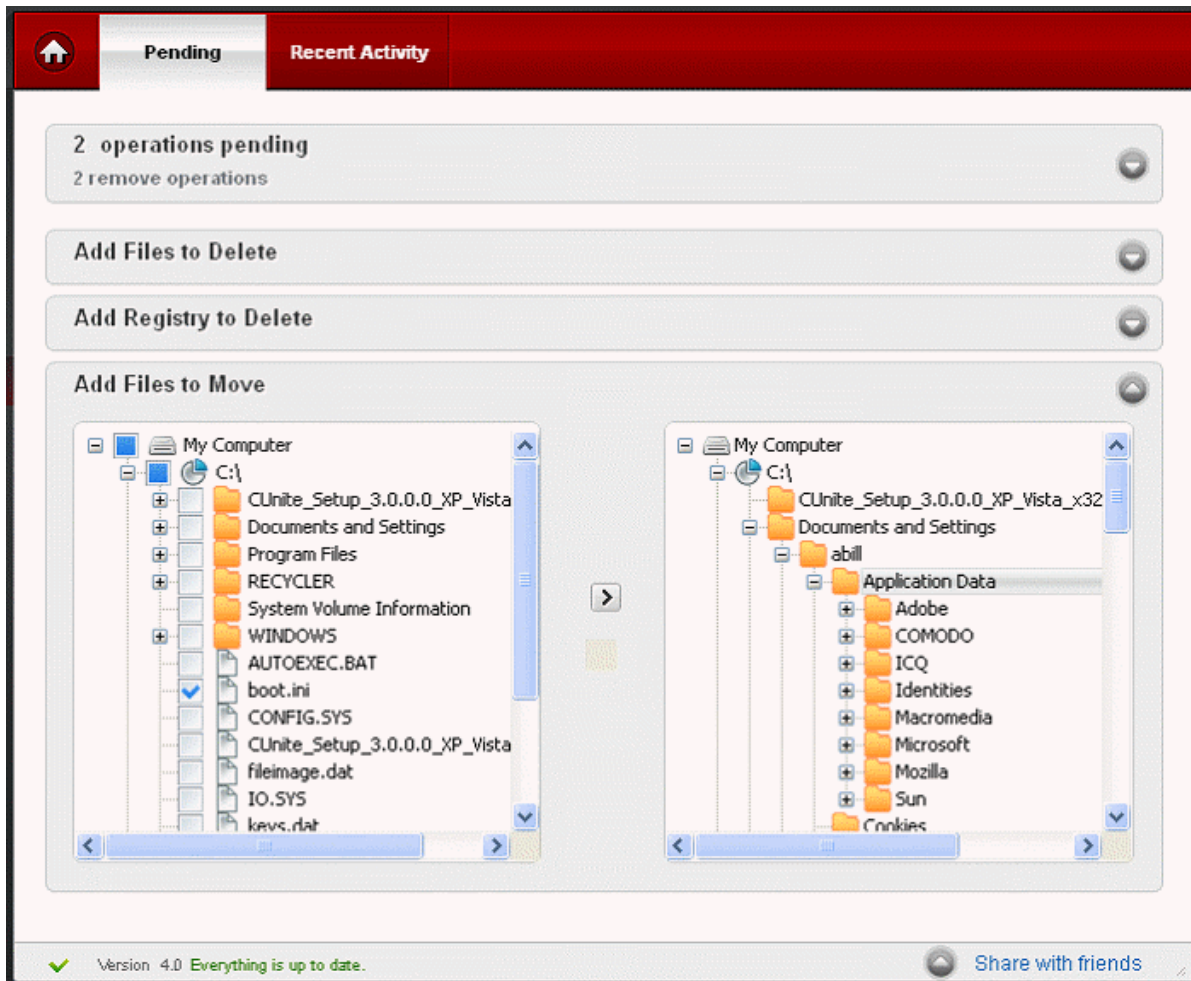 Pending
Recent Activity
2 operations pending
2 remove operations
Add Files to Delete
Add Registry to Delete
Add Files to Move
My Computer
C:\
CUnite_Setup_3.0.0.0_XP_Vista
Documents and Settings
Program Files
RECYCLER
System Volume Information
WINDOWS
AUTOEXEC.BAT
boot.ini
CONFIG.SYS
CUnite_Setup_3.0.0.0_XP_Vista
fileimage.dat
IO.SYS
keys.dat
My Computer
C:\
CUnite_Setup_3.0.0.0_XP_Vista_x32
Documents and Settings
abill
Application Data
Adobe
COMODO
ICQ
Identities
Macromedia
Microsoft
Mozilla
Sun
Cookies
Version 4.0 Everything is up to date.
Share with friends